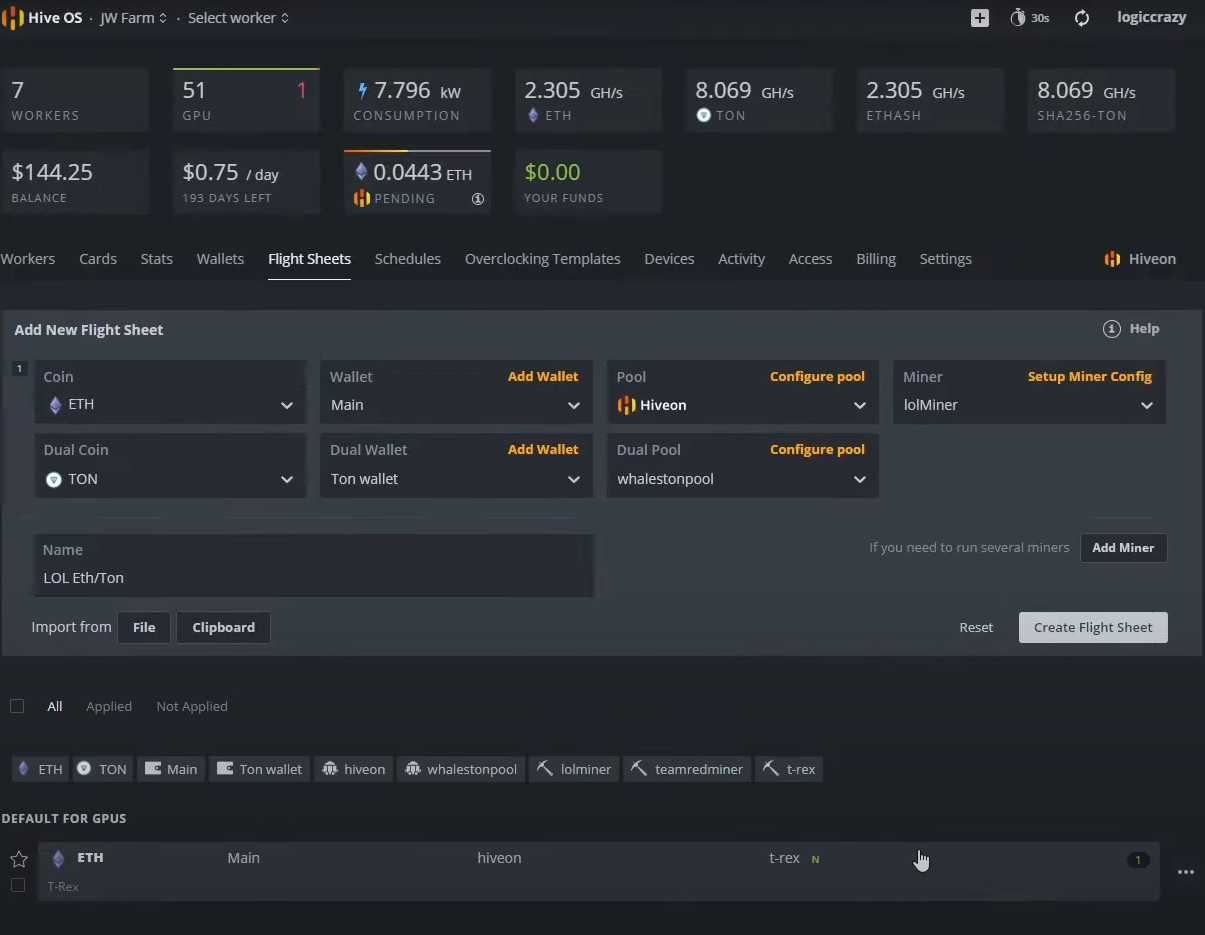 Hive OS · JW Farm · Select worker 30s logiccrazy
7 51 1 7.796 kW 2.305 GH/s 8.069 GH/s 2.305 GH/s 8.069 GH/s
WORKERS GPU CONSUMPTION ETH TON ETHASH SHA256-TON
$144.25 $0.75 / day 0.0443 ETH $0.00
BALANCE 193 DAYS LEFT PENDING YOUR FUNDS
Workers Cards Stats Wallets Flight Sheets Schedules Overclocking Templates Devices Activity Access Billing Settings Hiveon
Add New Flight Sheet Help
1 Coin Wallet Add Wallet Pool Configure pool Miner Setup Miner Config
ETH Main Hiveon lolMiner
Dual Coin Dual Wallet Add Wallet Dual Pool Configure pool
TON Ton wallet whalestonpool
Name If you need to run several miners Add Miner
LOL Eth/Ton
Import from File Clipboard Reset Create Flight Sheet
All Applied Not Applied
ETH TON Main Ton wallet hiveon whalestonpool lolminer teamredminer t-rex
DEFAULT FOR GPUS
ETH Main hiveon t-rex N 1
T-Rex